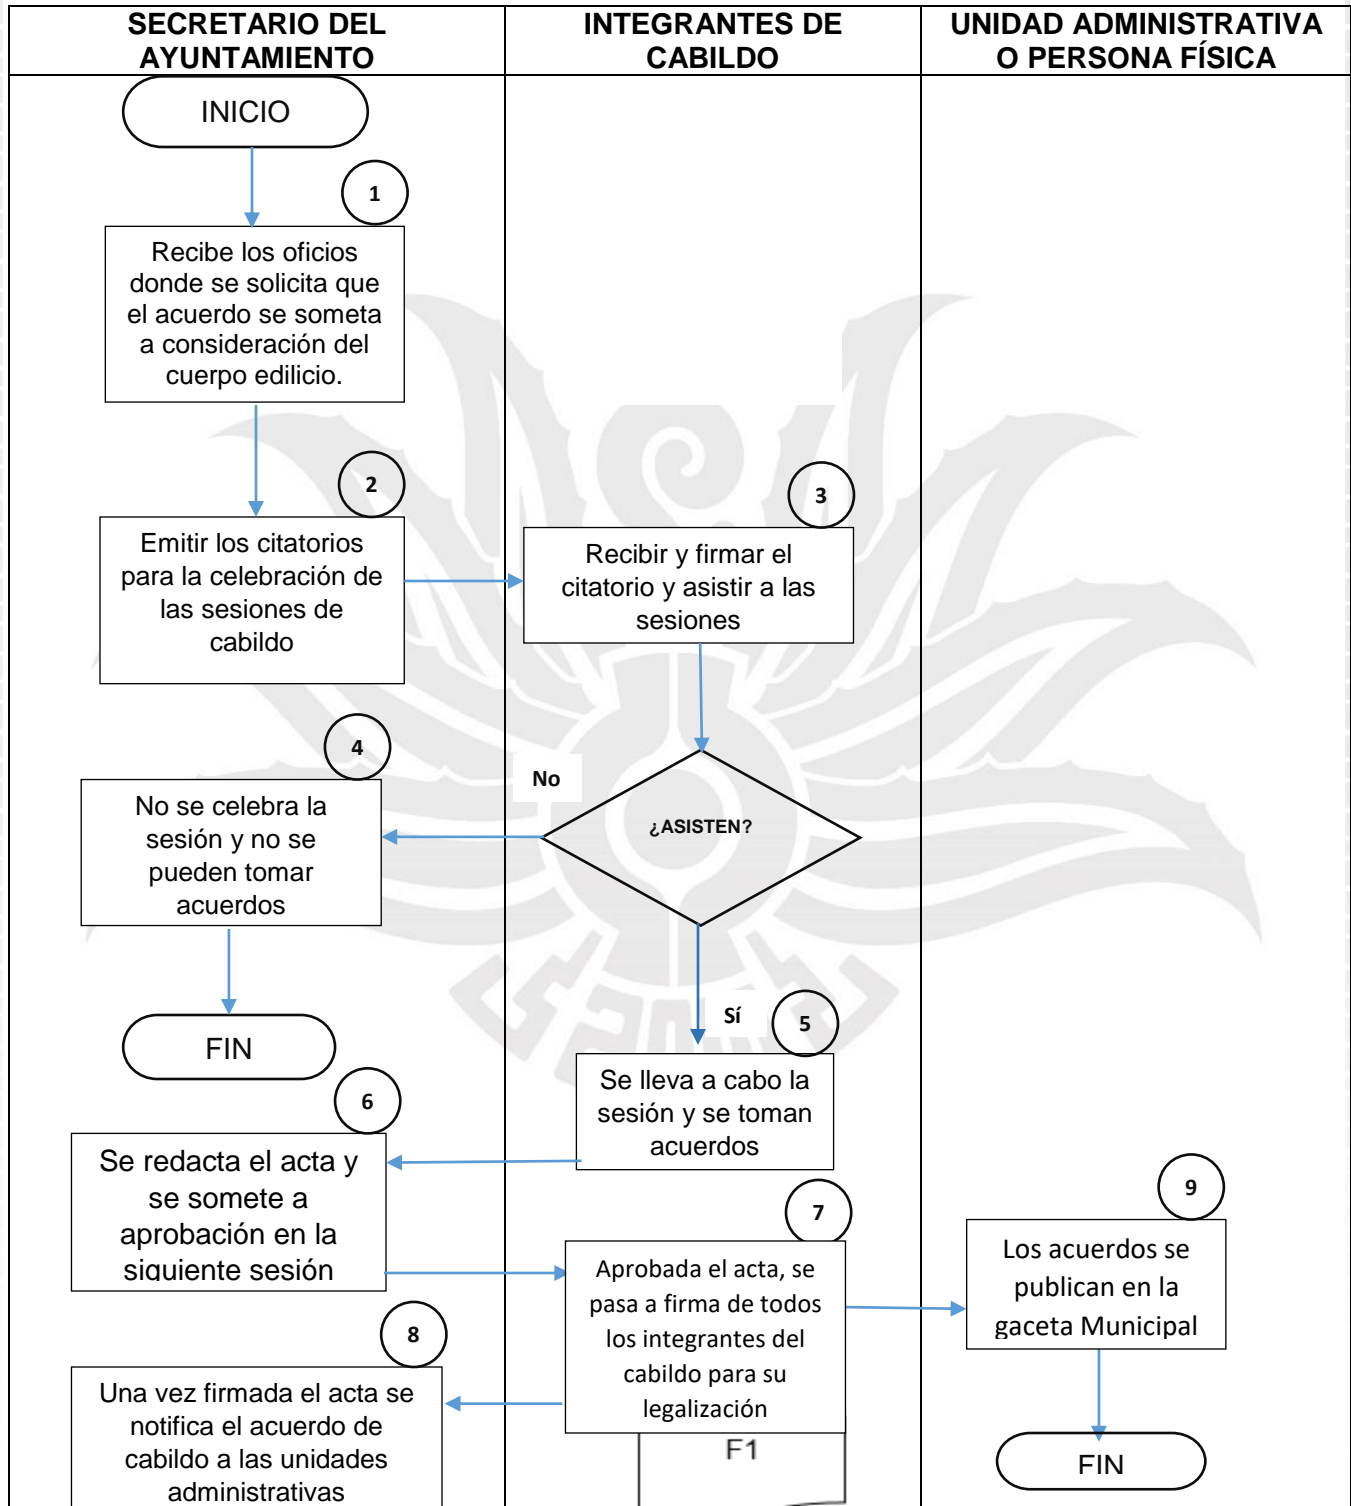 SECRETARIO DEL
AYUNTAMIENTO
INTEGRANTES DE
CABILDO
UNIDAD ADMINISTRATIVA
O PERSONA FÍSICA
INICIO
1
Recibe los oficios
donde se solicita que
el acuerdo se someta
a consideración del
cuerpo edilicio.
2
Emitir los citatorios
para la celebración de
las sesiones de
cabildo
3
Recibir y firmar el
citatorio y asistir a las
sesiones
¿ASISTEN?
No
4
No se celebra la
sesión y no se
pueden tomar
acuerdos
FIN
Sí
5
Se lleva a cabo la
sesión y se toman
acuerdos
6
Se redacta el acta y
se somete a
aprobación en la
siguiente sesión
7
Aprobada el acta, se
pasa a firma de todos
los integrantes del
cabildo para su
legalización
F1
8
Una vez firmada el acta se
notifica el acuerdo de
cabildo a las unidades
administrativas
9
Los acuerdos se
publican en la
gaceta Municipal
FIN